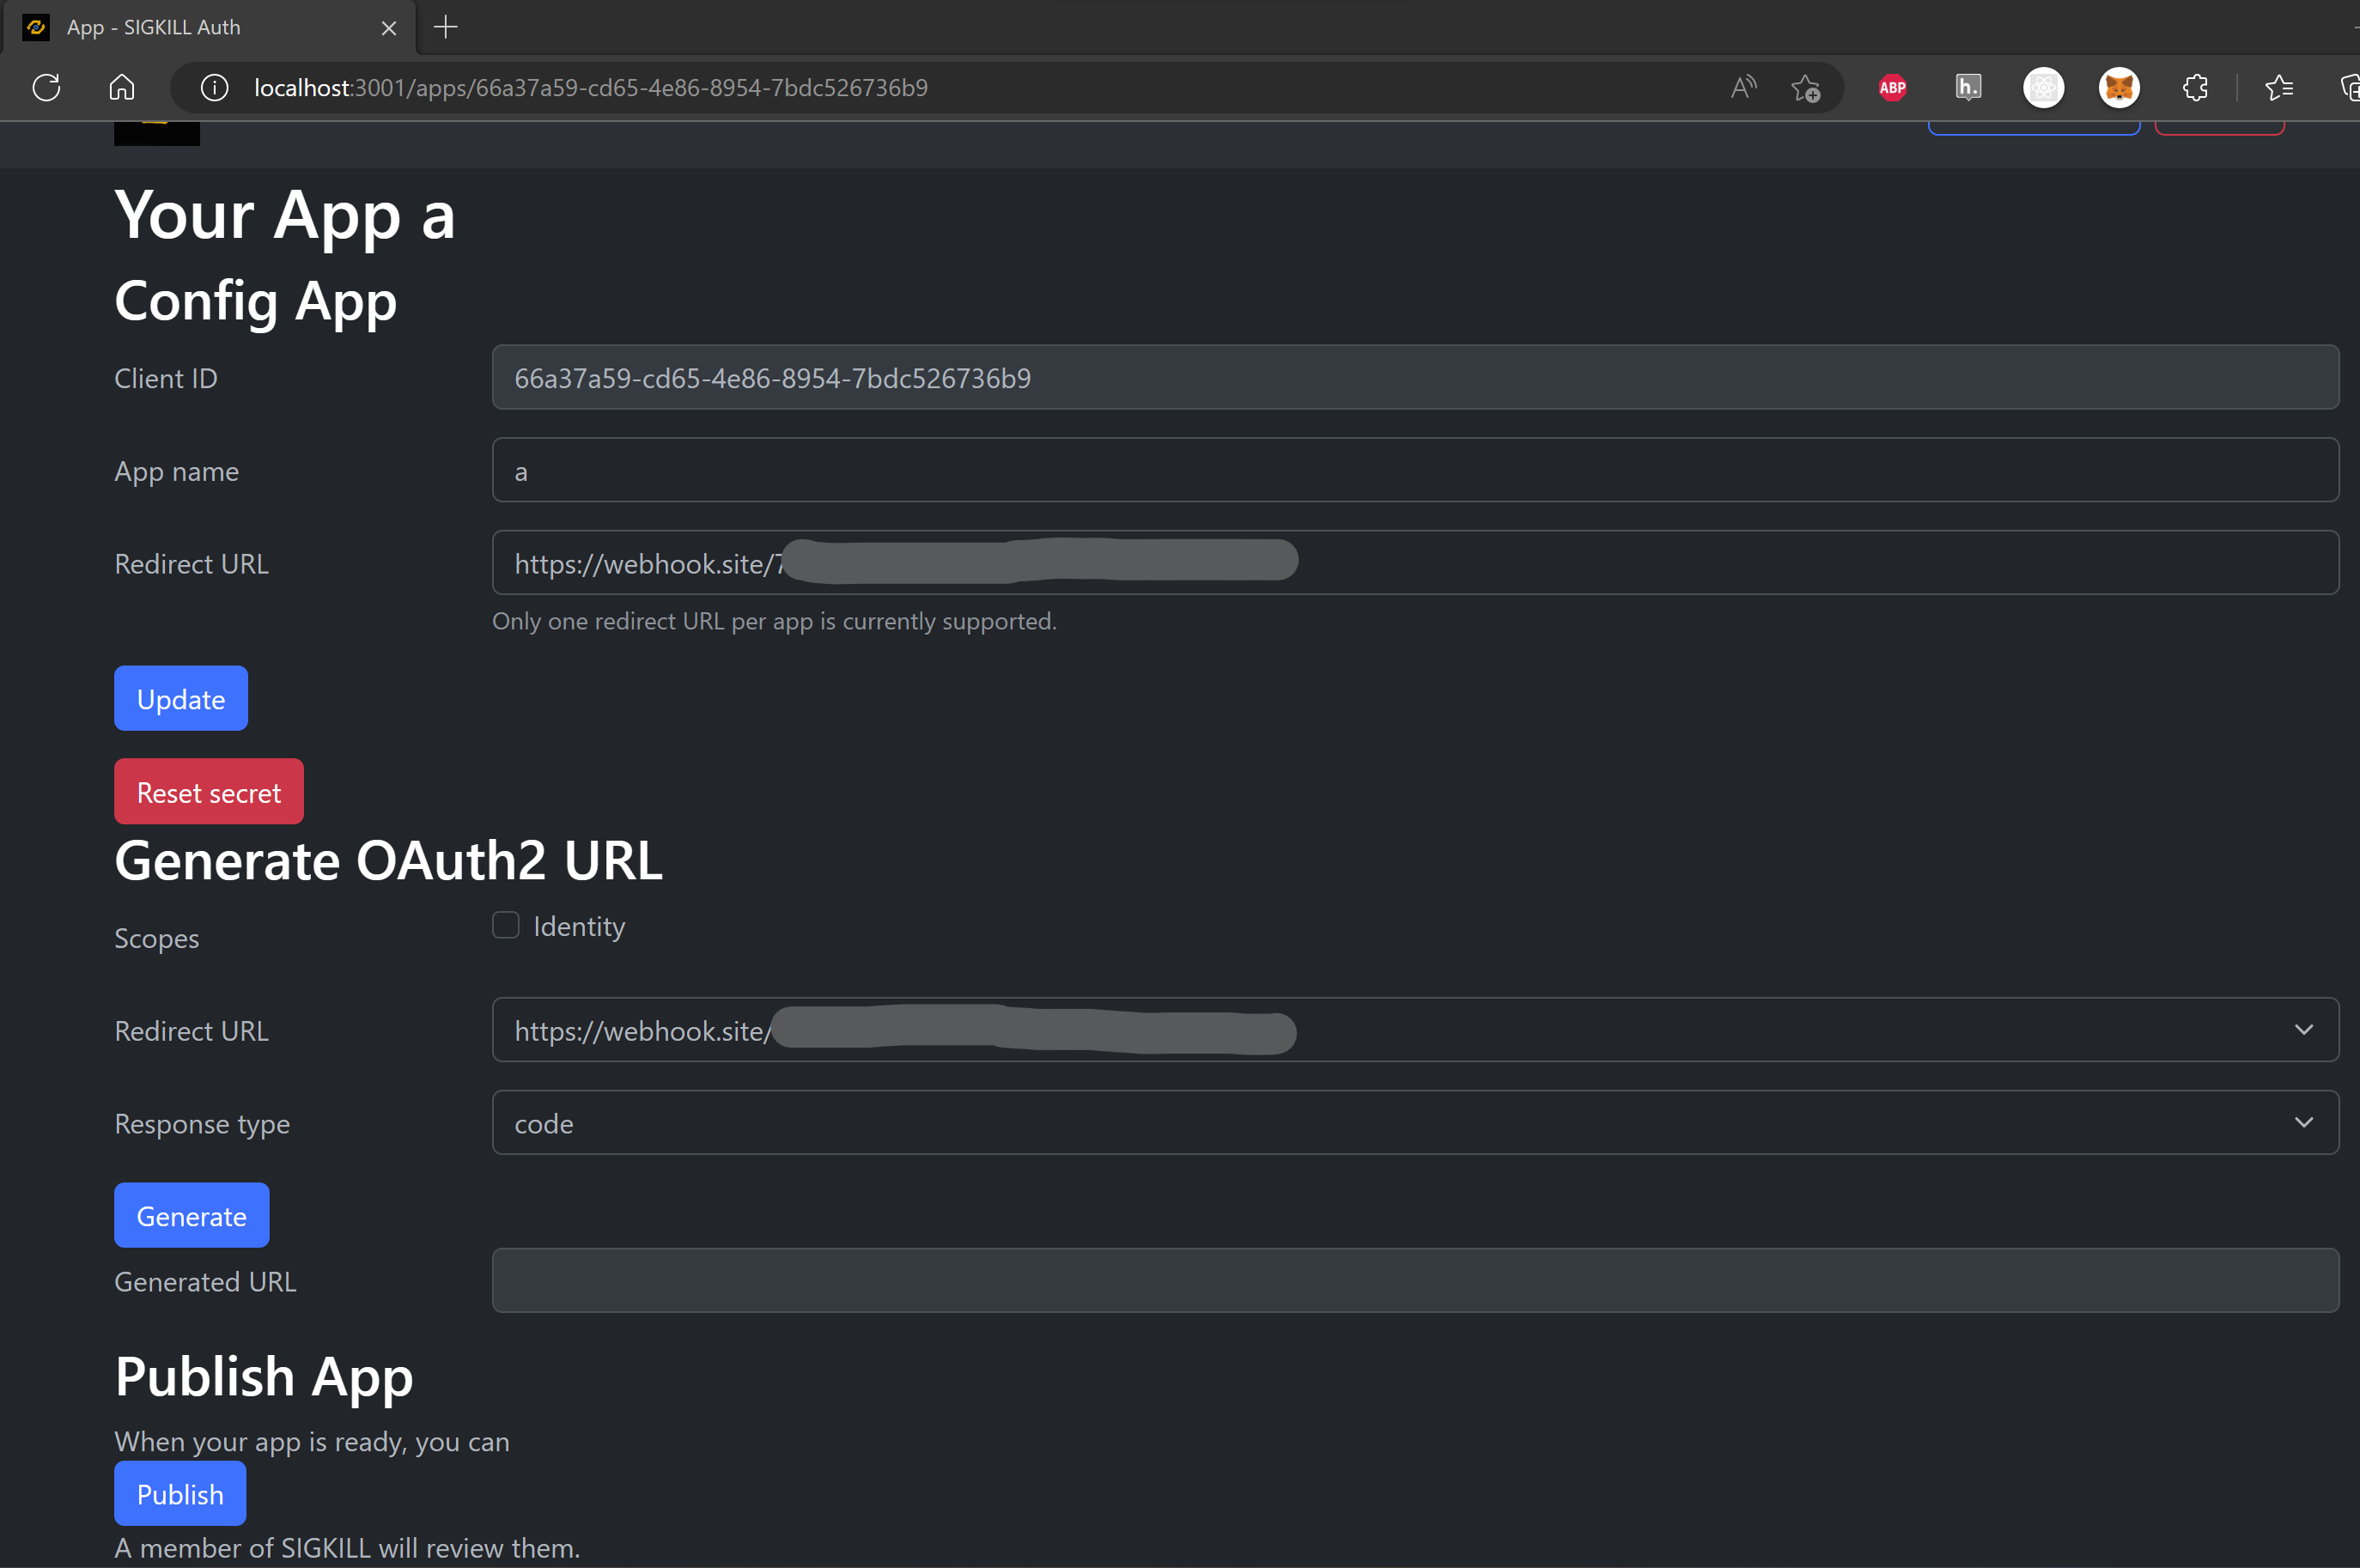 App - SIGKILL Auth
localhost:3001/apps/66a37a59-cd65-4e86-8954-7bdc526736b9
ABP
h.
Your App a
Config App
Client ID
66a37a59-cd65-4e86-8954-7bdc526736b9
App name
a
Redirect URL
https://webhook.site/7
Only one redirect URL per app is currently supported.
Update
Reset secret
Generate OAuth2 URL
Scopes
Identity
Redirect URL
https://webhook.site/
Response type
code
Generate
Generated URL
Publish App
When your app is ready, you can
Publish
A member of SIGKILL will review them.